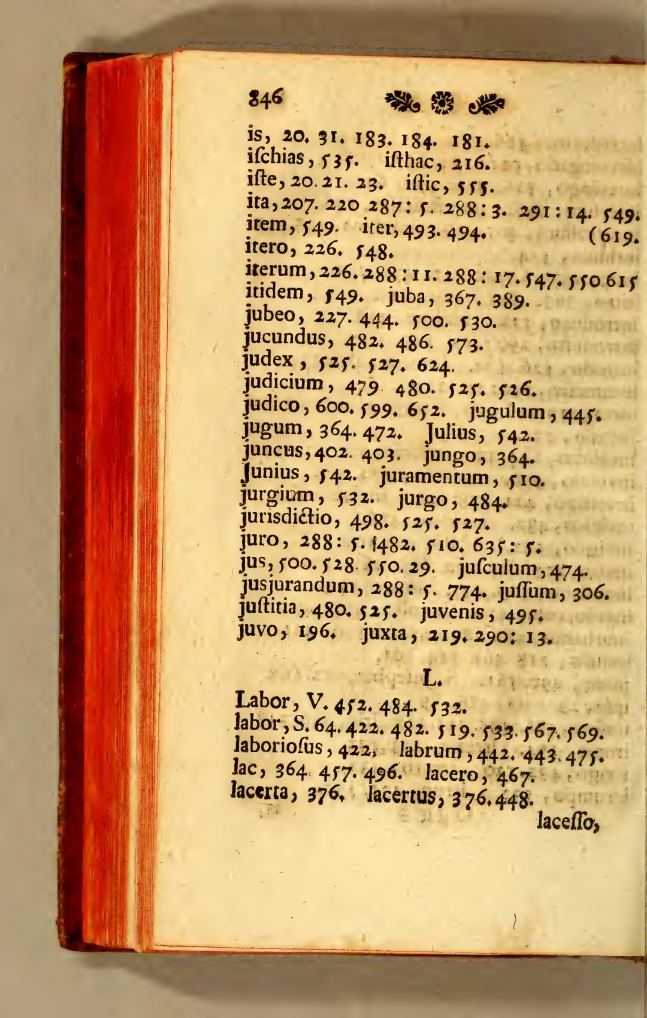 846
is, 20. 31. 183. 184. 181.
iſchias, 535. iſthac, 216.
iſte, 20. 21. 23. iſtic, 555.
ita, 207. 220 287: 5. 288: 3. 291: 14. 549.
item, 549. iter, 493. 494. (619.
itero, 226. 548.
iterum, 226. 288: 11. 288: 17. 547. 550 615
itidem, 549. juba, 367. 389.
jubeo, 227. 444. 500. 530.
jucundus, 482. 486. 573.
judex, 525. 527. 624.
judicium, 479 480. 525. 526.
judico, 600. 599. 652. jugulum, 445.
jugum, 364. 472. Julius, 542.
juncus, 402. 403. jungo, 364.
Junius, 542. juramentum, 510.
jurgium, 532. jurgo, 484.
jurisdictio, 498. 525. 527.
juro, 288: 5. 482. 510. 635: 5.
jus, 500. 528. 550. 29. juſculum, 474.
jusjurandum, 288: 5. 774. juſſum, 306.
juſtitia, 480. 525. juvenis, 495.
juvo, 196. juxta, 219. 290: 13.
L.
Labor, V. 452. 484. 532.
labor, S. 64. 422. 482. 519. 533. 567. 569.
laborioſus, 422. labrum, 442. 443. 475.
lac, 364 457. 496. lacero, 467.
lacerta, 376. lacertus, 376. 448.
laceſſo,